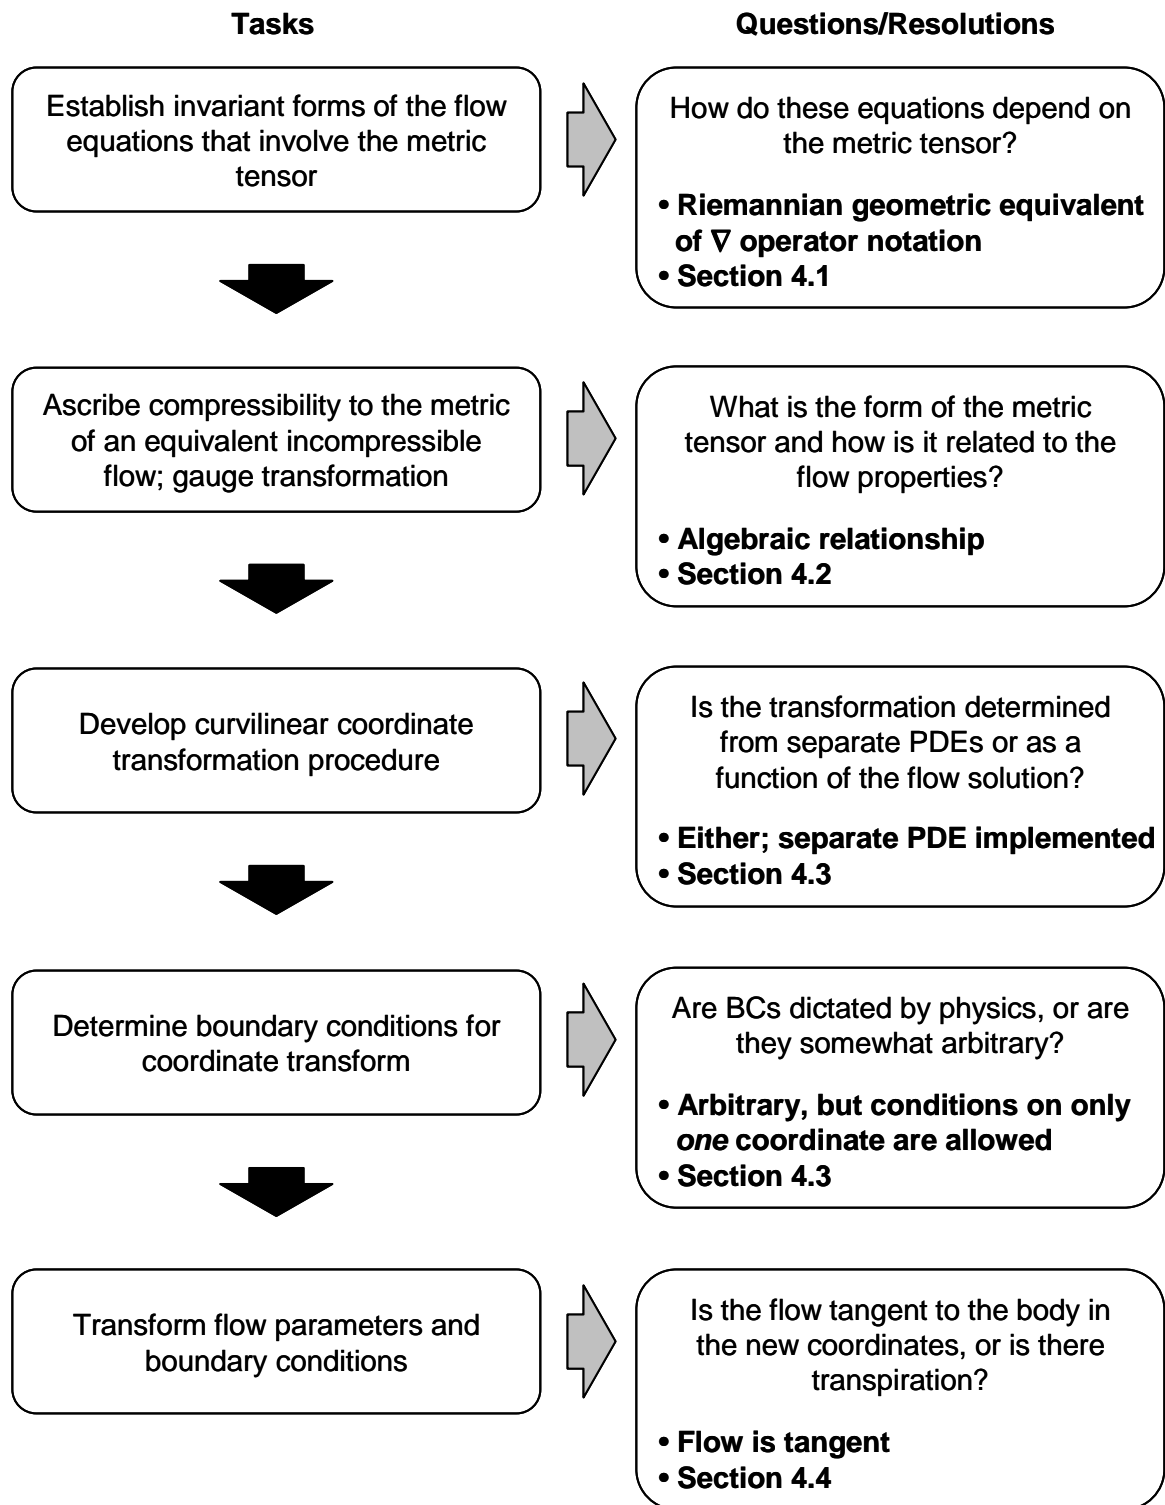 Tasks
Questions/Resolutions
Establish invariant forms of the flow
equations that involve the metric
tensor
How do these equations depend on
the metric tensor?
• Riemannian geometric equivalent
of ∇ operator notation
• Section 4.1
Ascribe compressibility to the metric
of an equivalent incompressible
flow; gauge transformation
What is the form of the metric
tensor and how is it related to the
flow properties?
• Algebraic relationship
• Section 4.2
Develop curvilinear coordinate
transformation procedure
Is the transformation determined
from separate PDEs or as a
function of the flow solution?
• Either; separate PDE implemented
• Section 4.3
Determine boundary conditions for
coordinate transform
Are BCs dictated by physics, or are
they somewhat arbitrary?
• Arbitrary, but conditions on only
one coordinate are allowed
• Section 4.3
Transform flow parameters and
boundary conditions
Is the flow tangent to the body in
the new coordinates, or is there
transpiration?
• Flow is tangent
• Section 4.4